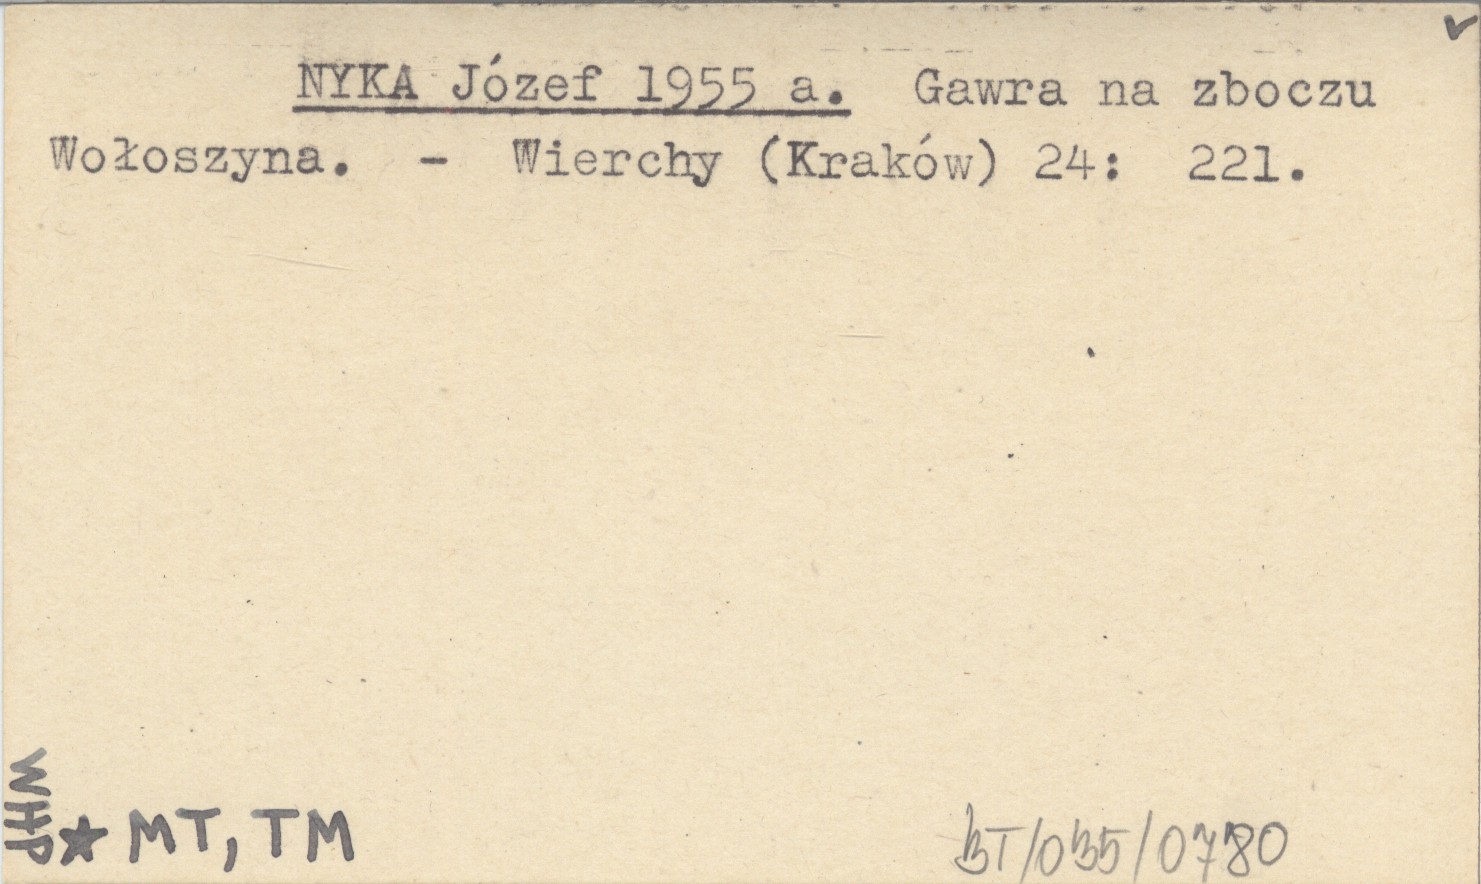 NYKA Józef 1955 a. Gawra na zboczu
Wołoszyna. - Wierchy (Kraków) 24: 221.
WHP
★ MT, TM
BT/035/0780